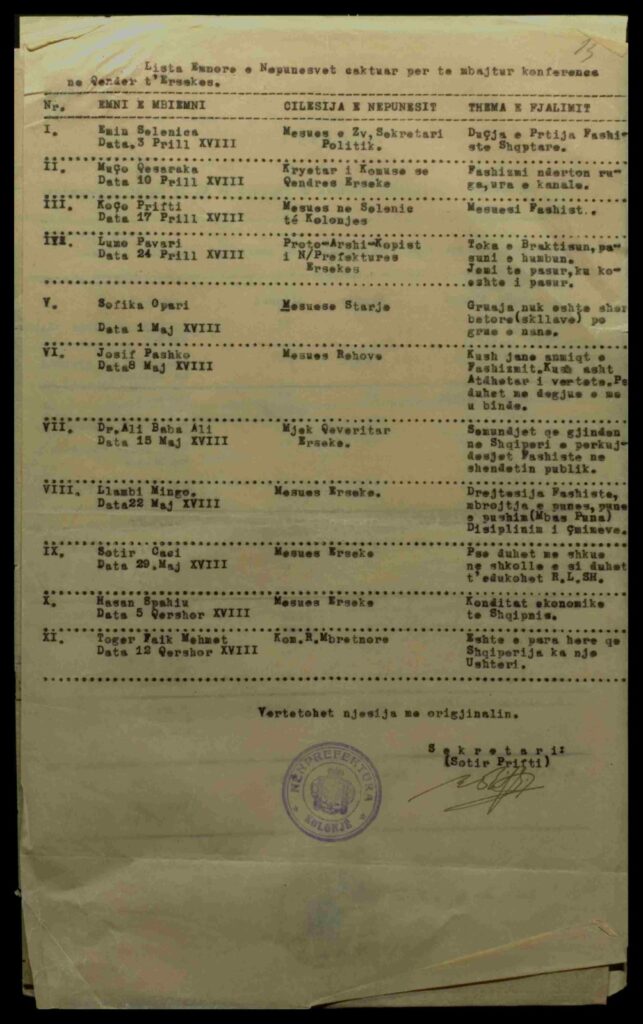 13
Lista Emnore e Nepunesvet caktuar per te mbajtur konferenca
ne Qender t'Ersekes.
Nr. EMNI E MBIEMNI CILESIJA E NEPUNESIT THEMA E FJALIMIT
I. Emin Selenica Mesues e Zv,Sekretari Duçja e Prtija Fashi-
Data.3 Prill XVIII Politik. ste Shqptare.
II. Muço Qesaraka Kryetar i Komuse se Fashizmi nderton ru-
Data 10 Prill XVIII Qendres Erseke ga,ura e kanale.
III. Koço Prifti Mesues ne Selenic Mesuesi Fashist..
Data 17 Prill XVIII té Kolonjes
IV. Lumo Pavari Proto-Arshi-Kopist Toka e Braktisun,pa-
Data 24 Prill XVIII i N/Prefektures suni e humbun.
Ersekes Jemi te pasur,ku ko-
eshte i pasur.
V. Sofika Opari Mesuese Starje Gruaja nuk eshte sher
betore(skllave) po
Data 1 Maj XVIII grue e nane.
VI. Josif Pashko Mesues Rehove Kush jane anmiqt e
Data8 Maj XVIII Fashizmit.Kush asht
Atdhetar i vertete.Pe
duhet me degjue e me
u binde.
VII. Dr.Ali Baba Ali Mjek Qeveritar Semundjet qe gjinden
Data 15 Maj XVIII Erseke. ne Shqiperi e perkuj-
desjet Fashiste ne
shendetin publik.
VIII. Llambi Mingo. Mesues Erseke. Drejtesija Fashiste,
Data22 Maj XVIII mbrojtja e punes,pune
e pushim(Mbas Puna)
Disiplinim i çmimeve.
IX. Sotir Caci Mesues Erseke Pse duhet me shkue
Data 29.Maj XVIII ne shkolle e si duhet
t'edukohet R.L.SH.
X. Hasan Spahiu Mesues Erseke Konditat ekonomike
Data 5 Qershor XVIII te Shqipnis.
XI. Toger Faik Mehmet Kom.R.Mbretnore Eshte e para here qe
Data 12 Qershor XVIII Shqiperija ka nje
Ushteri.
Vertetohet njesija me origjinalin.
Sekretari:
(Sotir Prifti)
NËNPREFEKTURA
KOLONJË